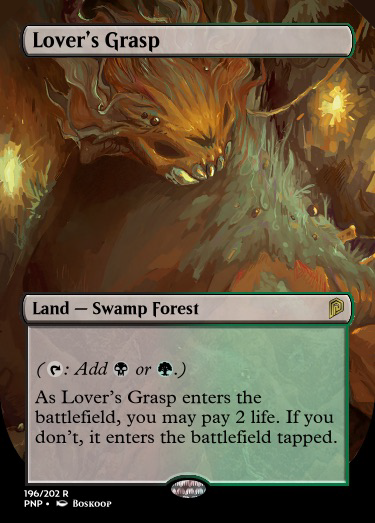 Lover's Grasp
Land — Swamp Forest
(: Add or .)
As Lover's Grasp enters the
battlefield, you may pay 2 life. If you
don't, it enters the battlefield tapped.
196/202 R
PNP • Boskoop